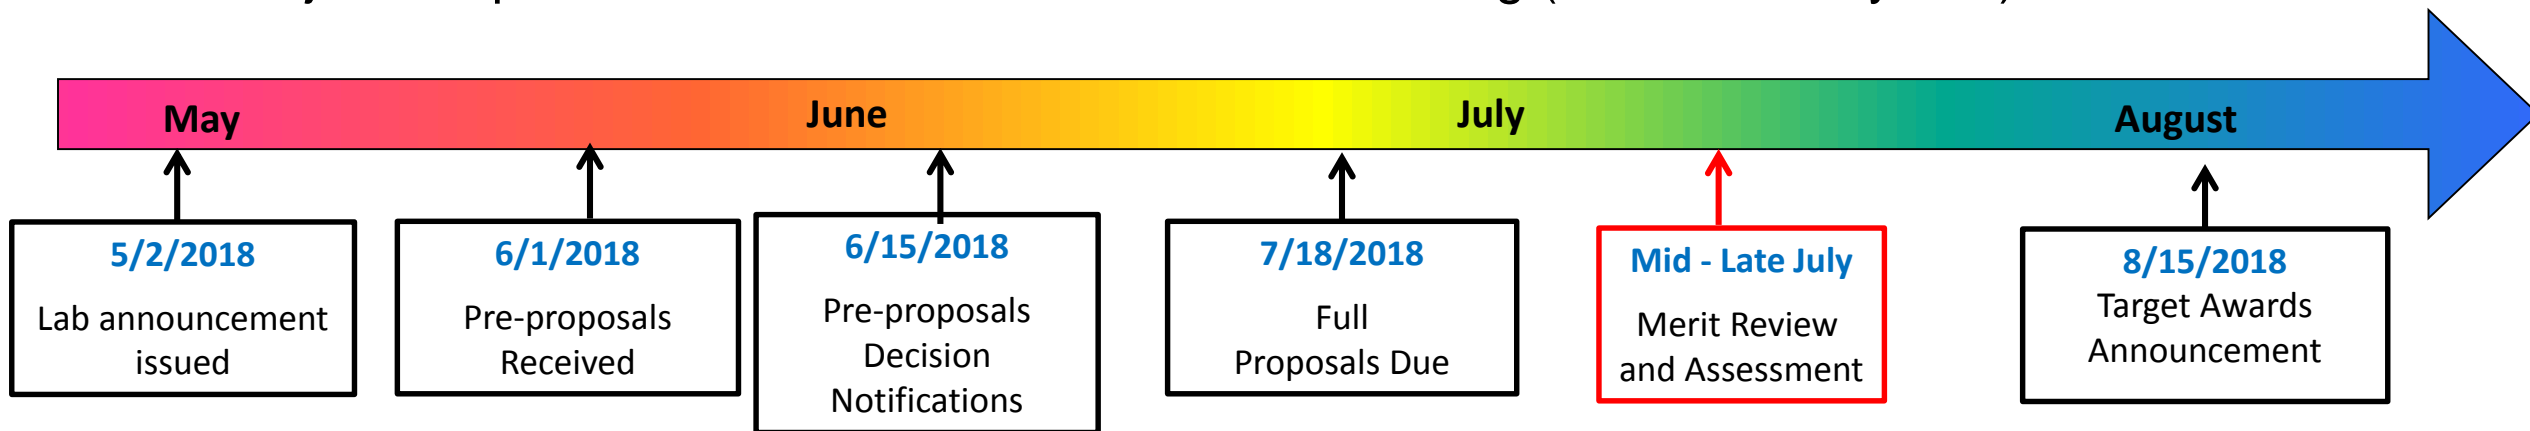 May
June
July
August
5/2/2018
Lab announcement
issued
6/1/2018
Pre-proposals
Received
6/15/2018
Pre-proposals
Decision
Notifications
7/18/2018
Full
Proposals Due
Mid - Late July
Merit Review
and Assessment
8/15/2018
Target Awards
Announcement